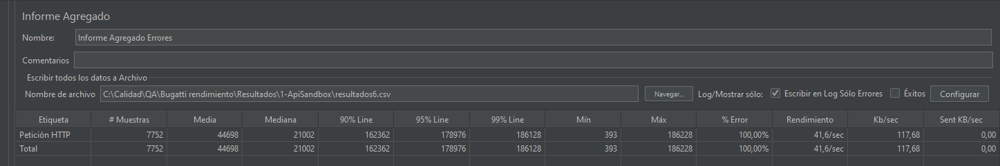 Informe Agregado
Nombre: Informe Agregado Errores
Comentarios
Escribir todos los datos a Archivo
Nombre de archivo C:\Calidad\QA\Bugatti rendimiento\Resultados\1-ApiSandbox\resultados6.csv Navegar... Log/Mostrar sólo: Escribir en Log Sólo Errores Éxitos Configurar
Etiqueta # Muestras Media Mediana 90% Line 95% Line 99% Line Mín Máx % Error Rendimiento Kb/sec Sent KB/sec
Petición HTTP 7752 44698 21002 162362 178976 186128 393 186228 100,00% 41,6/sec 117,68 0,00
Total 7752 44698 21002 162362 178976 186128 393 186228 100,00% 41,6/sec 117,68 0,00